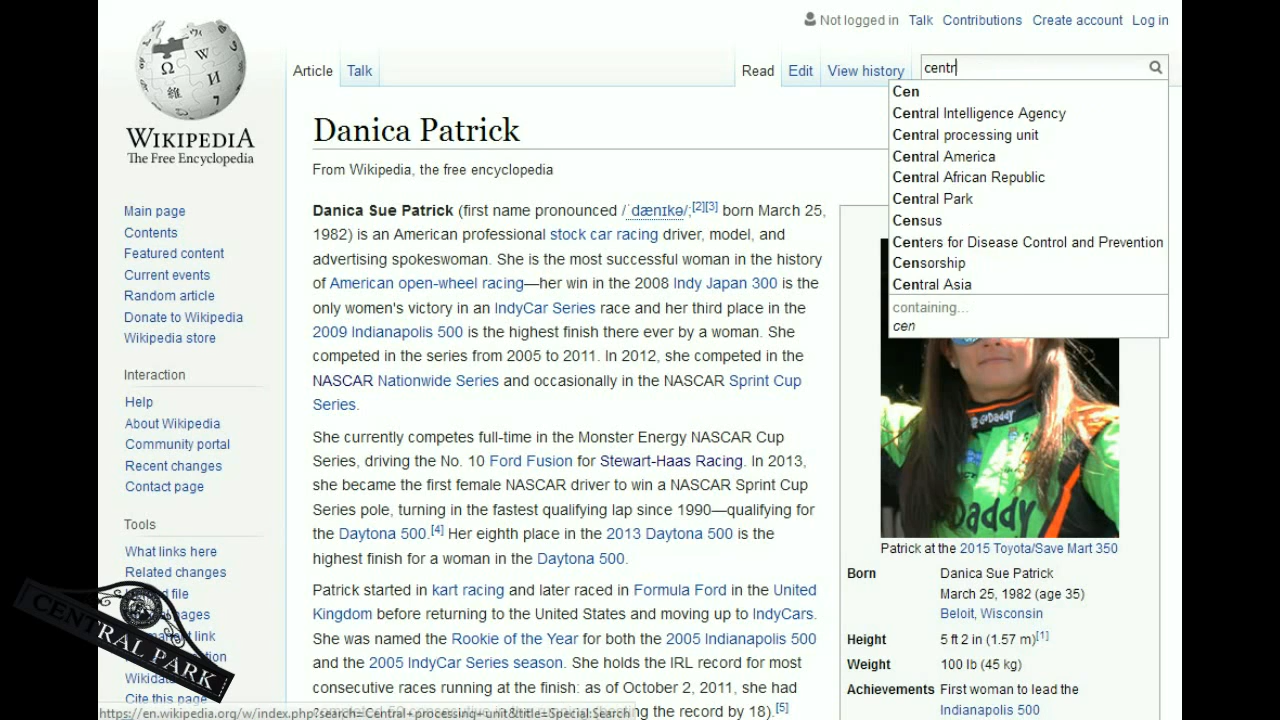 Not logged in Talk Contributions Create account Log in
Article Talk Read Edit View history centr
Cen
Central Intelligence Agency
Central processing unit
Central America
Central African Republic
Central Park
Census
Centers for Disease Control and Prevention
Censorship
Central Asia
containing...
cen
WIKIPEDIA
The Free Encyclopedia
Main page
Contents
Featured content
Current events
Random article
Donate to Wikipedia
Wikipedia store
Interaction
Help
About Wikipedia
Community portal
Recent changes
Contact page
Tools
What links here
Related changes
file
pages
link
Cite this page
CENTRAL PARK
Danica Patrick
From Wikipedia, the free encyclopedia
Danica Sue Patrick (first name pronounced /ˈdænɪkə/;[2][3] born March 25,
1982) is an American professional stock car racing driver, model, and
advertising spokeswoman. She is the most successful woman in the history
of American open-wheel racing—her win in the 2008 Indy Japan 300 is the
only women's victory in an IndyCar Series race and her third place in the
2009 Indianapolis 500 is the highest finish there ever by a woman. She
competed in the series from 2005 to 2011. In 2012, she competed in the
NASCAR Nationwide Series and occasionally in the NASCAR Sprint Cup
Series.
She currently competes full-time in the Monster Energy NASCAR Cup
Series, driving the No. 10 Ford Fusion for Stewart-Haas Racing. In 2013,
she became the first female NASCAR driver to win a NASCAR Sprint Cup
Series pole, turning in the fastest qualifying lap since 1990—qualifying for
the Daytona 500.[4] Her eighth place in the 2013 Daytona 500 is the
highest finish for a woman in the Daytona 500.
Patrick started in kart racing and later raced in Formula Ford in the United
Kingdom before returning to the United States and moving up to IndyCars.
She was named the Rookie of the Year for both the 2005 Indianapolis 500
and the 2005 IndyCar Series season. She holds the IRL record for most
consecutive races running at the finish: as of October 2, 2011, she had
the record by 18).[5]
GoDaddy
Daddy
Patrick at the 2015 Toyota/Save Mart 350
Born Danica Sue Patrick
March 25, 1982 (age 35)
Beloit, Wisconsin
Height 5 ft 2 in (1.57 m)[1]
Weight 100 lb (45 kg)
Achievements First woman to lead the
Indianapolis 500
https://en.wikipedia.org/w/index.php?search=Central+processing+unit&title=Special:Search